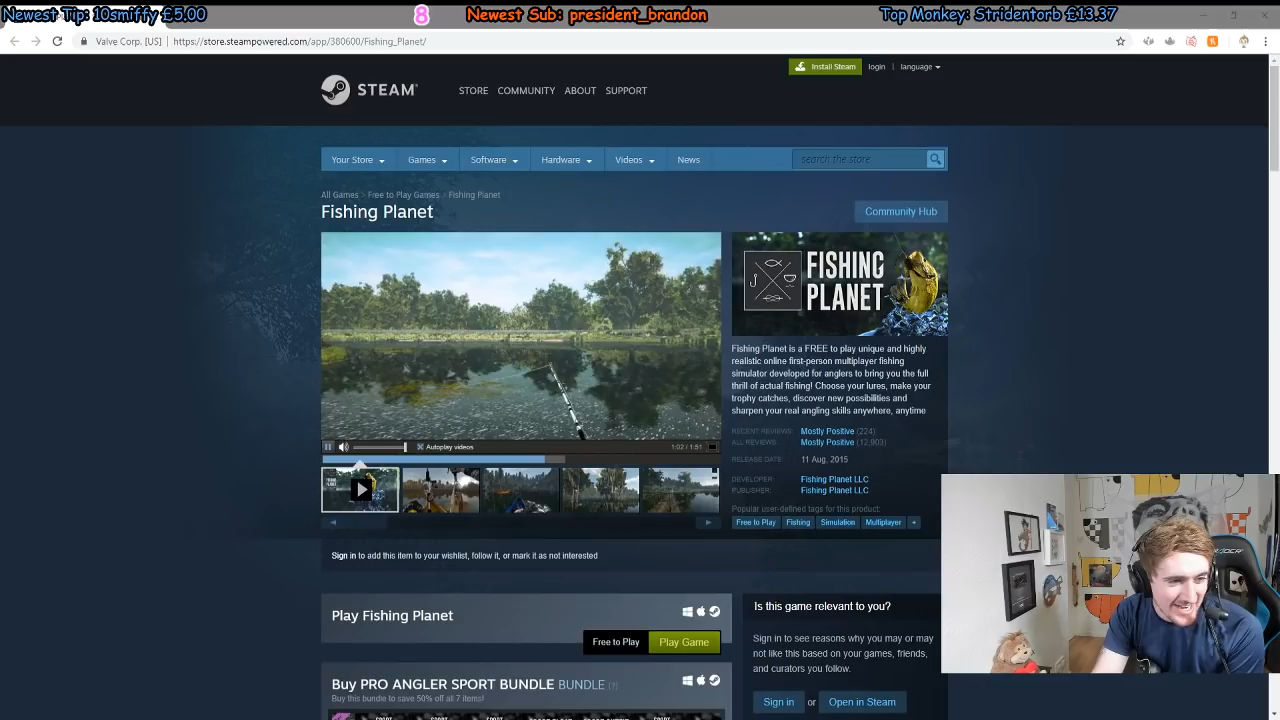 Newest Tip: 10smiffy £5.00
8
Newest Sub: president_brandon
Top Monkey: Stridentorb £13.37
Valve Corp. [US] | https://store.steampowered.com/app/380600/Fishing_Planet/
Install Steam
login | language
STEAM
STORE COMMUNITY ABOUT SUPPORT
Your Store Games Software Hardware Videos News
search the store
All Games > Free to Play Games > Fishing Planet
Fishing Planet
Community Hub
FISHING
PLANET
Fishing Planet is a FREE to play unique and highly
realistic online first-person multiplayer fishing
simulator developed for anglers to bring you the full
thrill of actual fishing! Choose your lures, make your
trophy catches, discover new possibilities and
sharpen your real angling skills anywhere, anytime
RECENT REVIEWS: Mostly Positive (224)
ALL REVIEWS: Mostly Positive (12,903)
RELEASE DATE: 11 Aug, 2015
DEVELOPER: Fishing Planet LLC
PUBLISHER: Fishing Planet LLC
Popular user-defined tags for this product:
Free to Play Fishing Simulation Multiplayer +
Autoplay videos
1:02 / 1:51
Sign in to add this item to your wishlist, follow it, or mark it as not interested
Play Fishing Planet
Free to Play
Play Game
Is this game relevant to you?
Sign in to see reasons why you may or may
not like this based on your games, friends,
and curators you follow.
Sign in or Open in Steam
Buy PRO ANGLER SPORT BUNDLE BUNDLE (?)
Buy this bundle to save 50% off all 7 items!